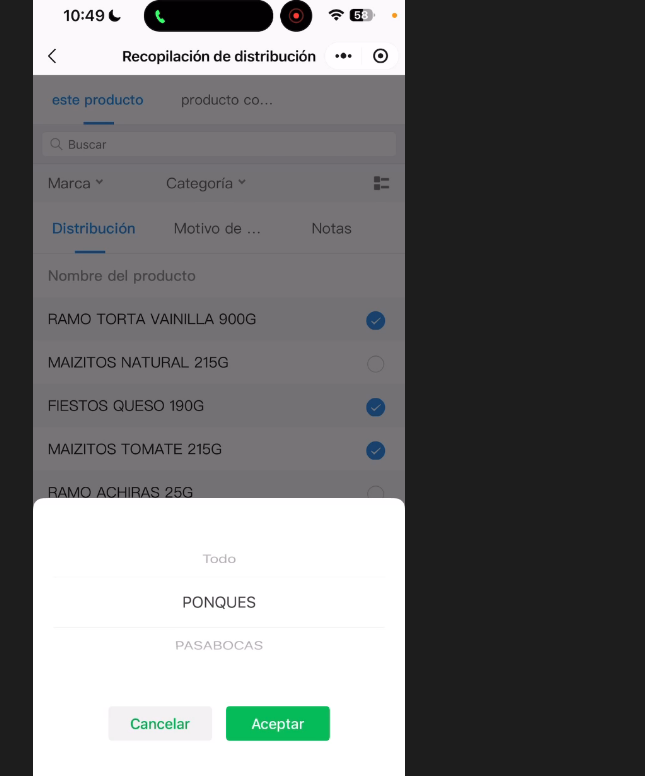 10:49
58
Recopilación de distribución
este producto
producto co...
Buscar
Marca
Categoría
Distribución
Motivo de ...
Notas
Nombre del producto
RAMO TORTA VAINILLA 900G
MAIZITOS NATURAL 215G
FIESTOS QUESO 190G
MAIZITOS TOMATE 215G
RAMO ACHIRAS 25G
Todo
PONQUES
PASABOCAS
Cancelar
Aceptar